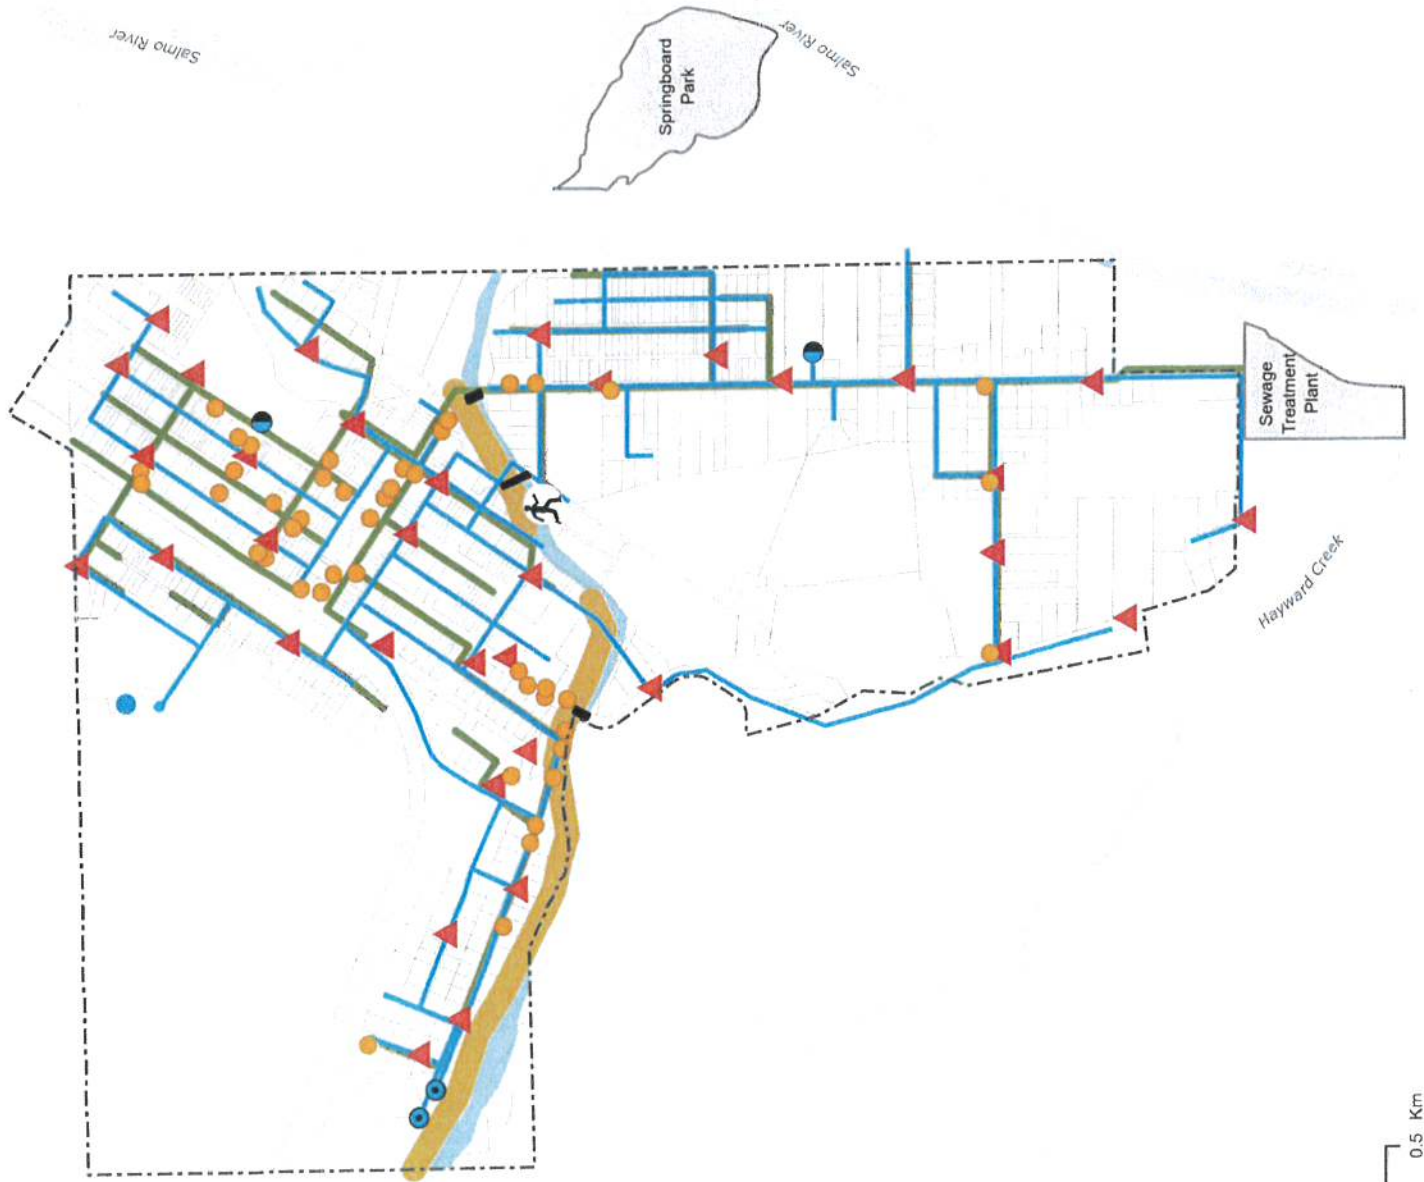 Salmo River
Springboard
Park
Salmo River
Sewage
Treatment
Plant
Hayward Creek
0.5 Km